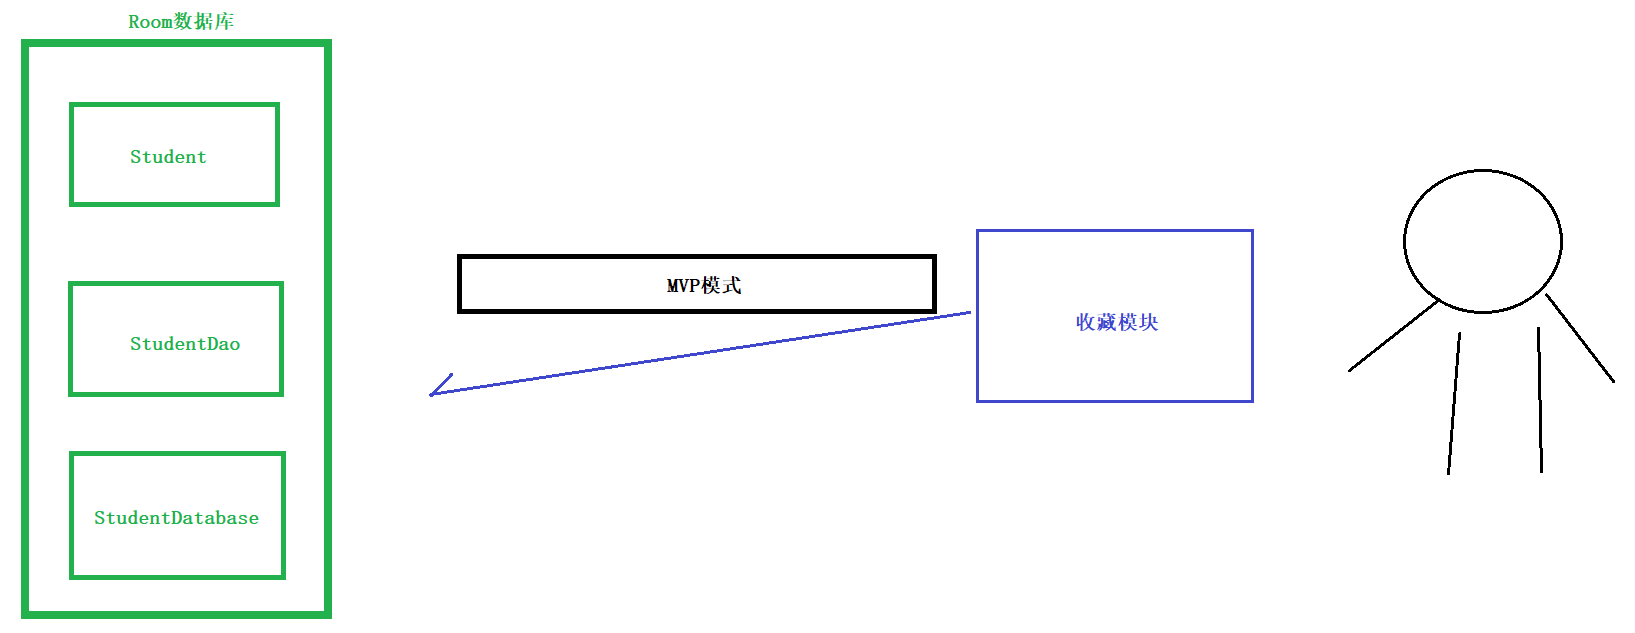 Room数据库
Student
StudentDao
StudentDatabase
MVP模式
收藏模块